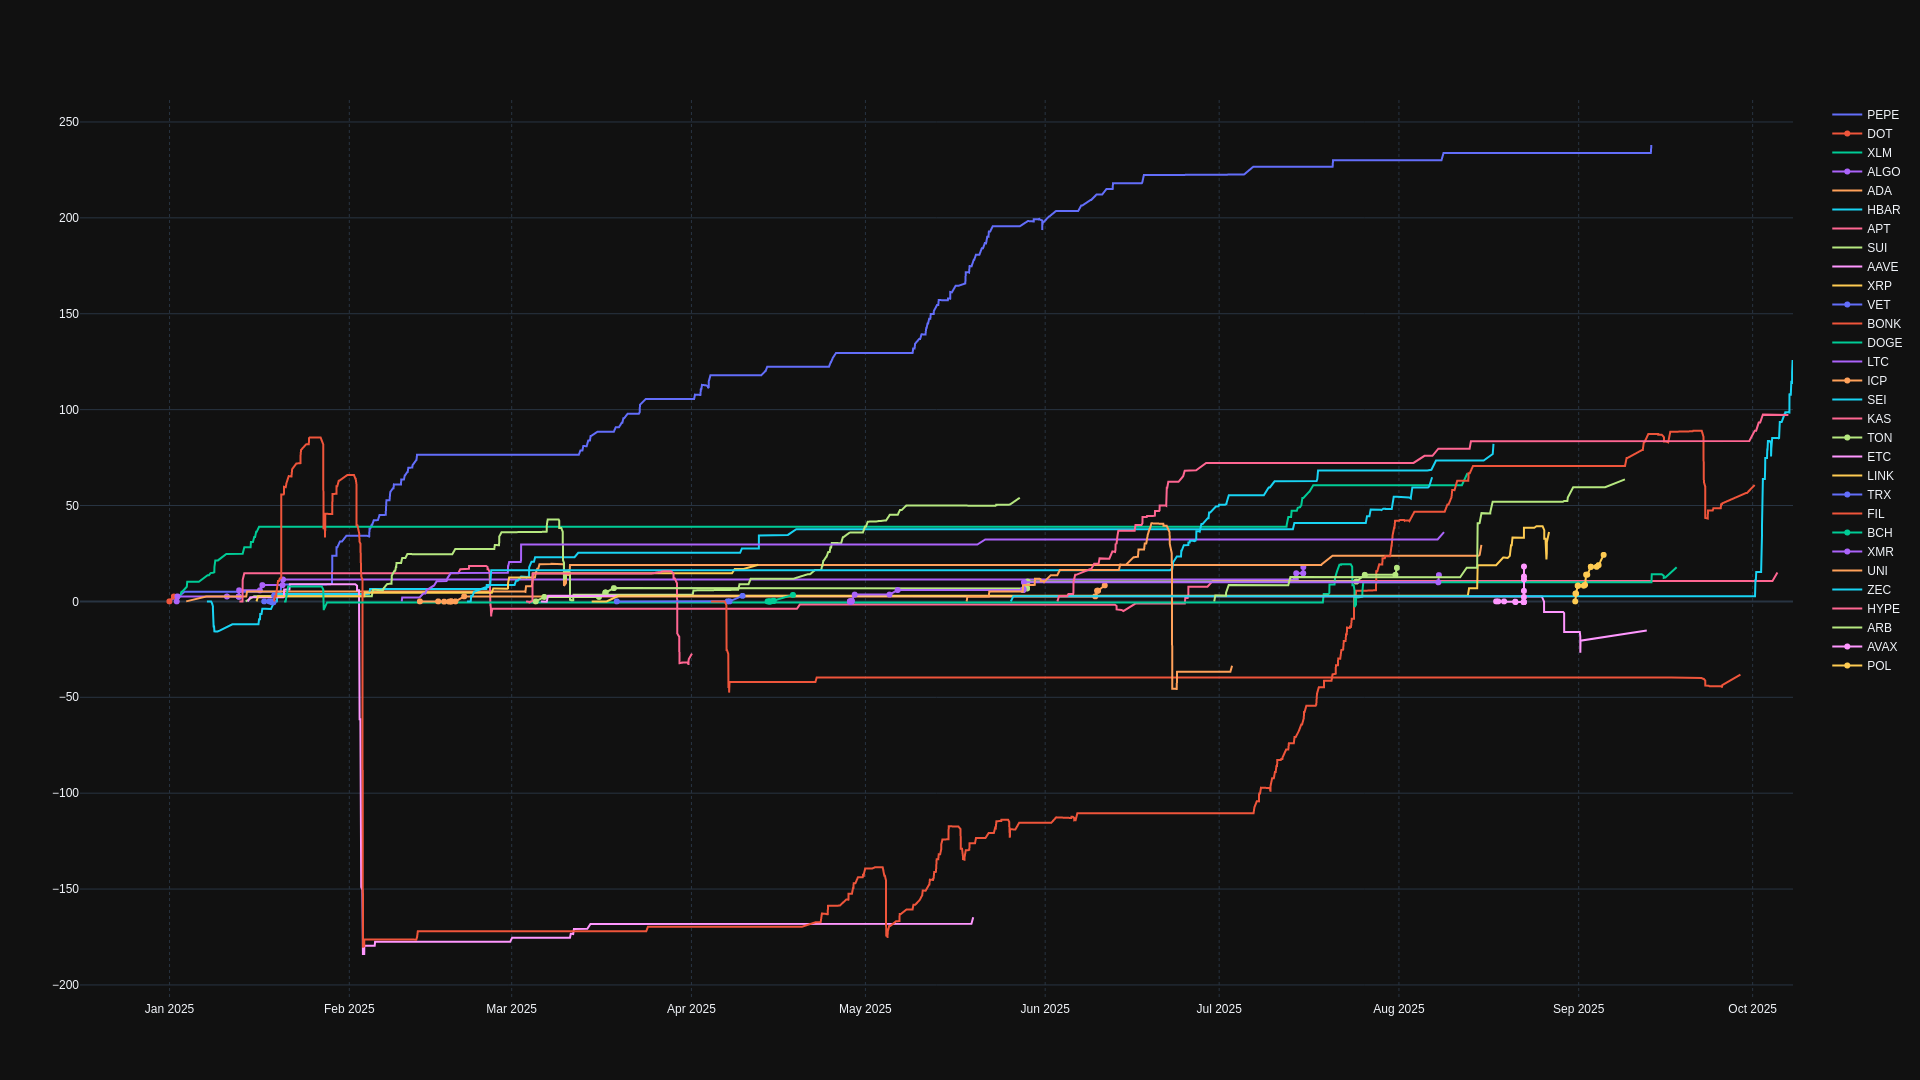 250
200
150
100
50
0
−50
−100
−150
−200
Jan 2025
Feb 2025
Mar 2025
Apr 2025
May 2025
Jun 2025
Jul 2025
Aug 2025
Sep 2025
Oct 2025
PEPE
DOT
XLM
ALGO
ADA
HBAR
APT
SUI
AAVE
XRP
VET
BONK
DOGE
LTC
ICP
SEI
KAS
TON
ETC
LINK
TRX
FIL
BCH
XMR
UNI
ZEC
HYPE
ARB
AVAX
POL